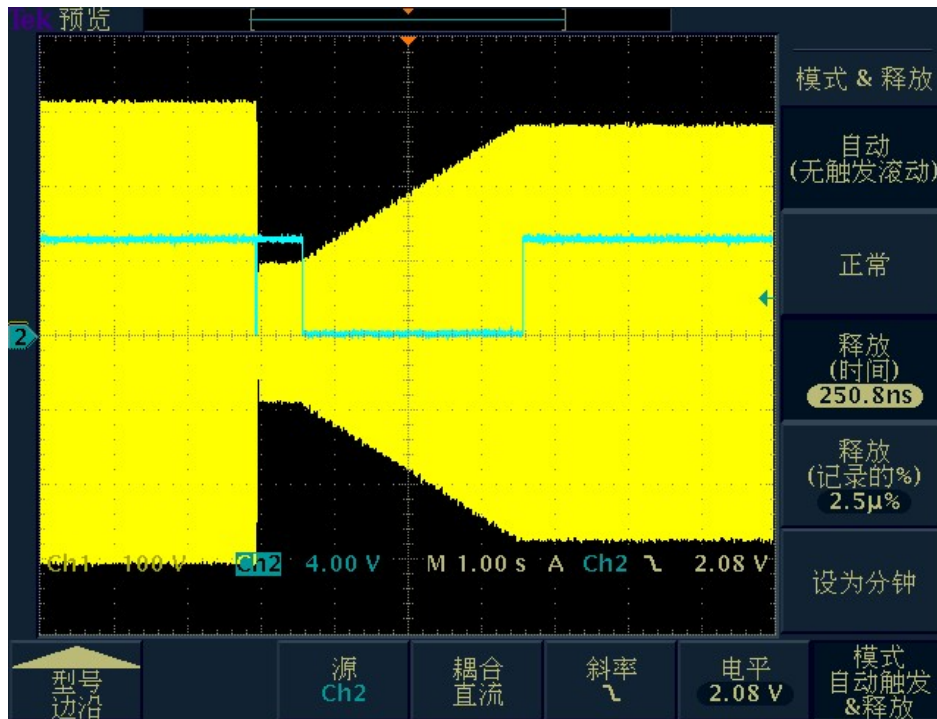 Tek 预览
模式 & 释放
自动
(无触发滚动)
正常
释放
(时间)
250.8ns
释放
(记录的%)
2.5µ%
设为分钟
2
Ch1 100 V Ch2 4.00 V M 1.00 s A Ch2 2.08 V
型号
边沿
源
Ch2
耦合
直流
斜率
电平
2.08 V
模式
自动触发
&释放